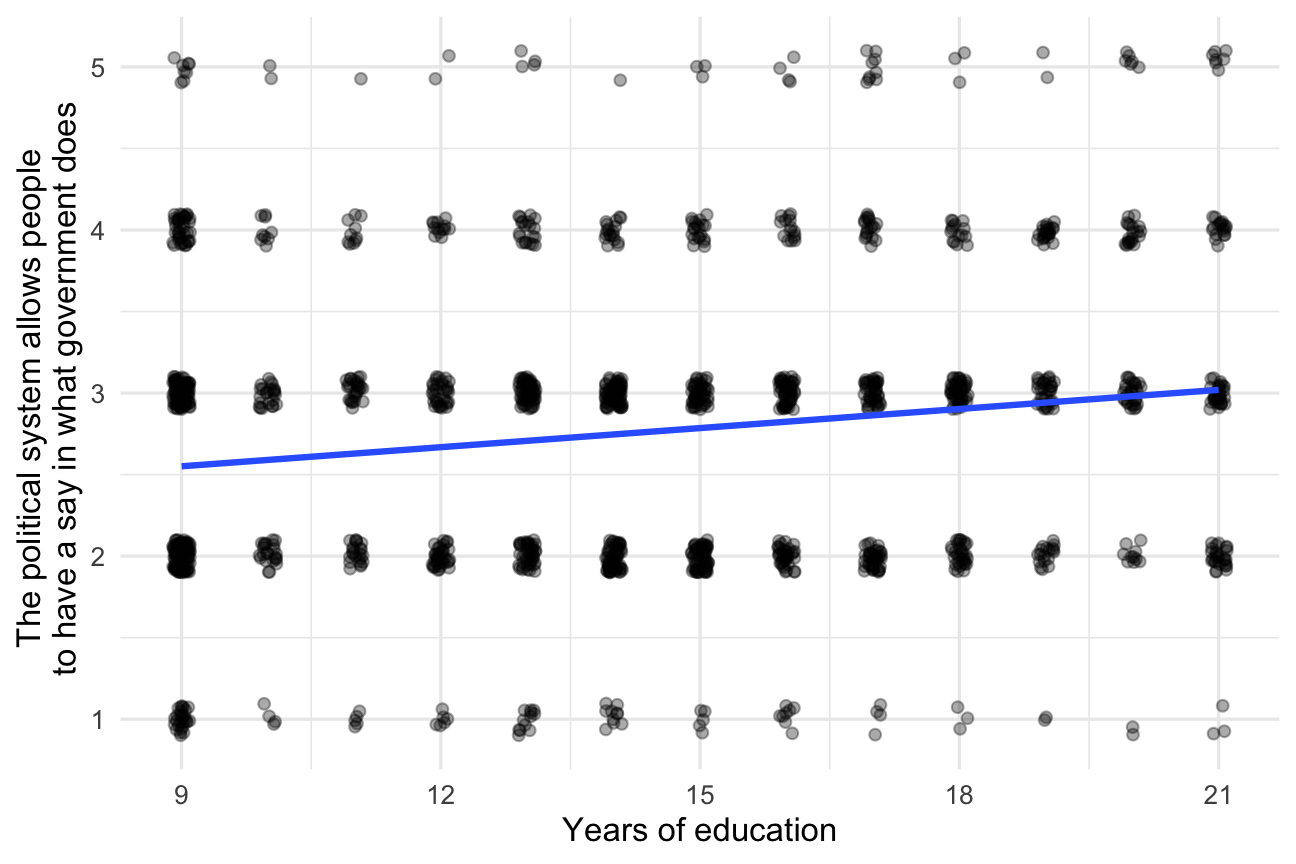 The political system allows people
to have a say in what government does
5
4
3
2
1
9 12 15 18 21
Years of education